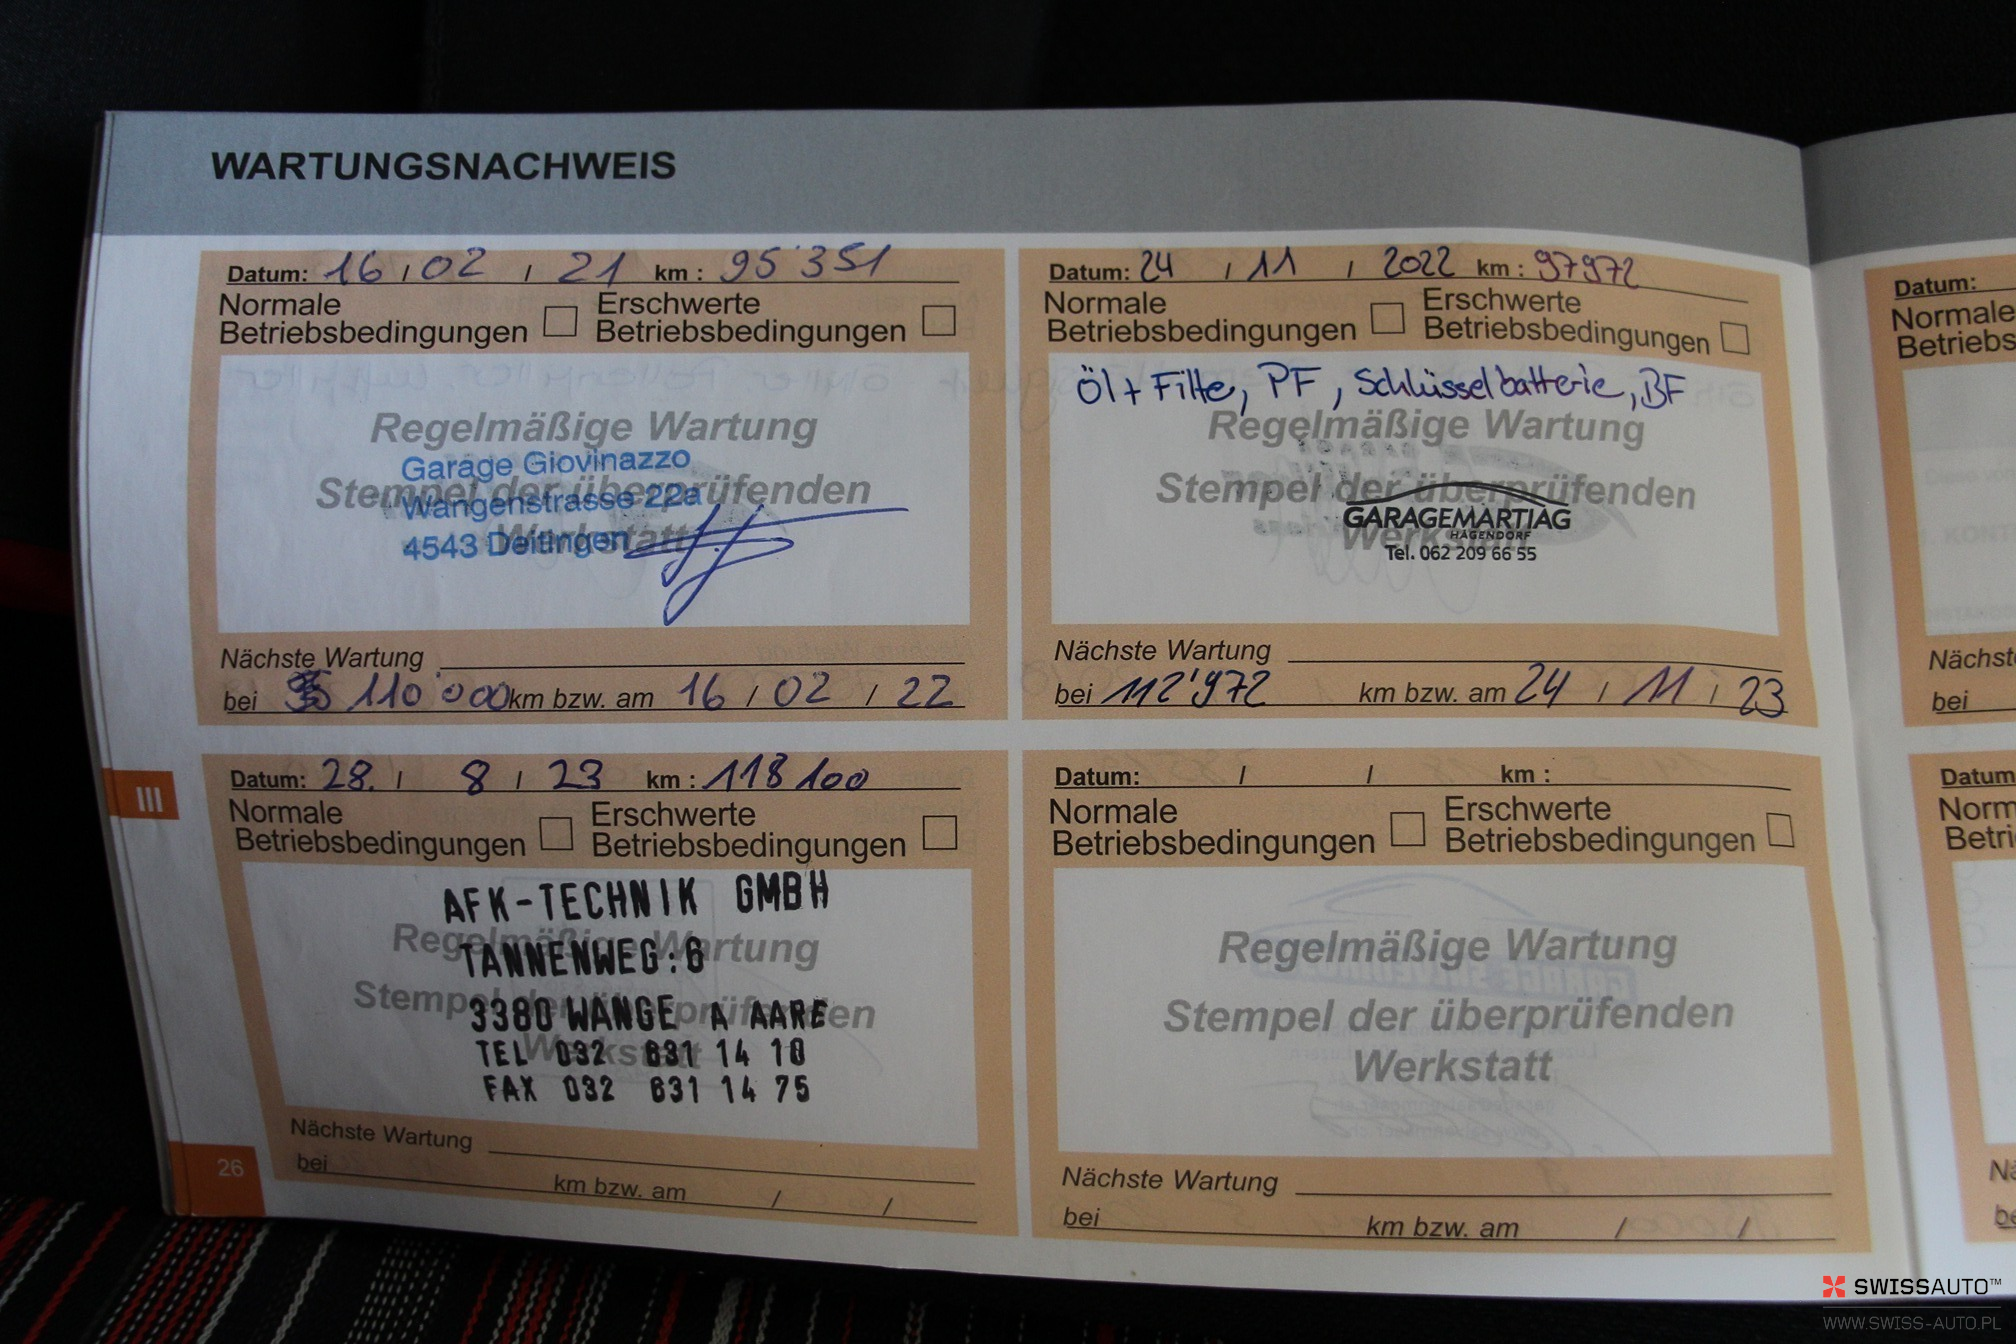 WARTUNGSNACHWEIS
Datum: 16 / 02 / 21 km : 95'351
Normale Betriebsbedingungen
Erschwerte Betriebsbedingungen
Regelmäßige Wartung
Stempel der überprüfenden
Werkstatt
Garage Giovinazzo
Wangenstrasse 22a
4543 Deitingen
Nächste Wartung
bei 110'000 km bzw. am 16 / 02 / 22
Datum: 24 / 11 / 2022 km : 97972
Normale Betriebsbedingungen
Erschwerte Betriebsbedingungen
Öl + Filte, PF, Schlüsselbatterie, BF
Regelmäßige Wartung
Stempel der überprüfenden
Werkstatt
GARAGEMARTIAG
HÄGENDORF
Tel. 062 209 66 55
Nächste Wartung
bei 112'972 km bzw. am 24 / 11 / 23
III
Datum: 28. / 8 / 23 km : 118100
Normale Betriebsbedingungen
Erschwerte Betriebsbedingungen
Regelmäßige Wartung
Stempel der überprüfenden
Werkstatt
AFK-TECHNIK GMBH
TANNENWEG:6
3380 WANGE A AARE
TEL 032 631 14 10
FAX 032 631 14 75
Nächste Wartung
bei km bzw. am / /
Datum: / / km :
Normale Betriebsbedingungen
Erschwerte Betriebsbedingungen
Regelmäßige Wartung
Stempel der überprüfenden
Werkstatt
Nächste Wartung
bei km bzw. am / /
26
Datum:
Normale
Betriebs
Nächst
bei
Datum
Norm
Betri
Nä
be
SWISSAUTO™
WWW.SWISS-AUTO.PL